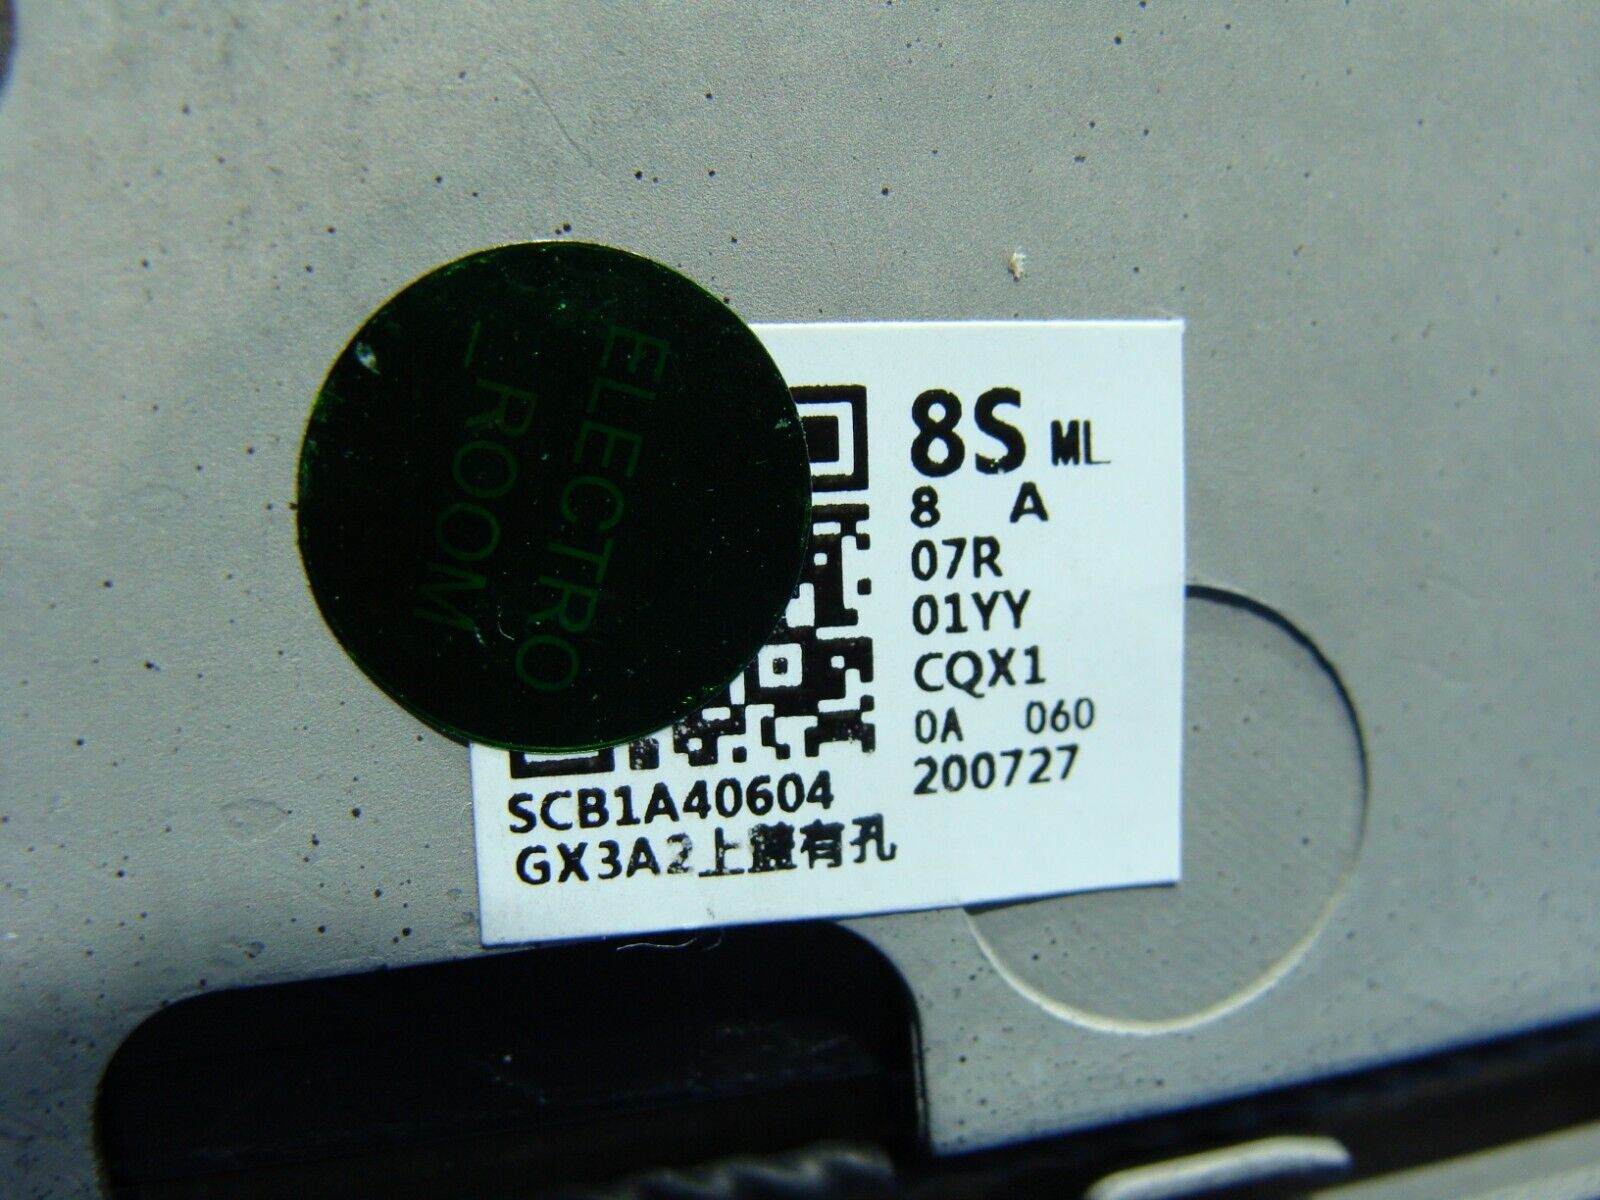 ELECTRO
_ROOM
8S ML
8 A
07R
01YY
CQX1
0A 060
200727
SCB1A40604
GX3A2上蓋有孔